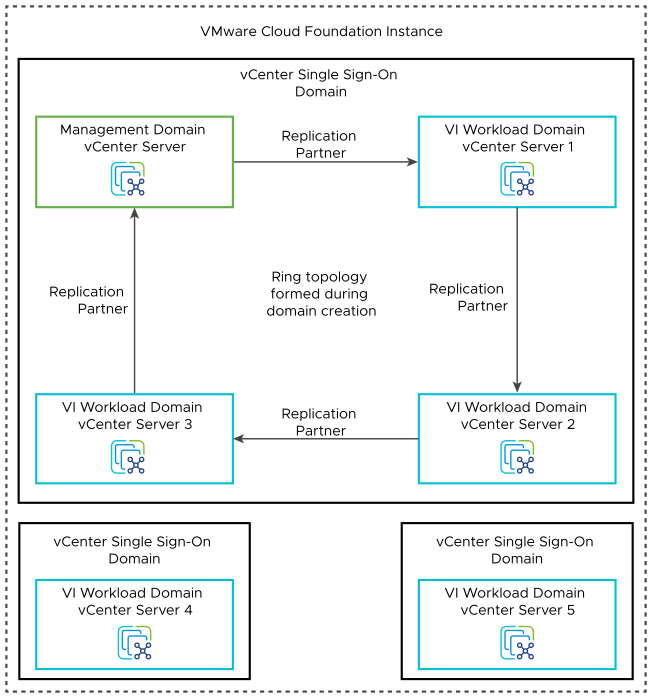 VMware Cloud Foundation Instance
vCenter Single Sign-On
Domain
Management Domain
vCenter Server
Replication
Partner
VI Workload Domain
vCenter Server 1
Replication
Partner
Ring topology
formed during
domain creation
Replication
Partner
VI Workload Domain
vCenter Server 3
Replication
Partner
VI Workload Domain
vCenter Server 2
vCenter Single Sign-On
Domain
VI Workload Domain
vCenter Server 4
vCenter Single Sign-On
Domain
VI Workload Domain
vCenter Server 5